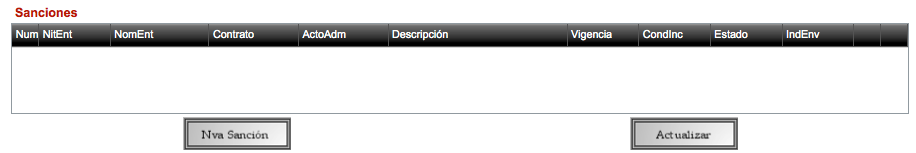 Sanciones
Num NitEnt NomEnt Contrato ActoAdm Descripción Vigencia CondInc Estado IndEnv
Nva Sanción Actualizar